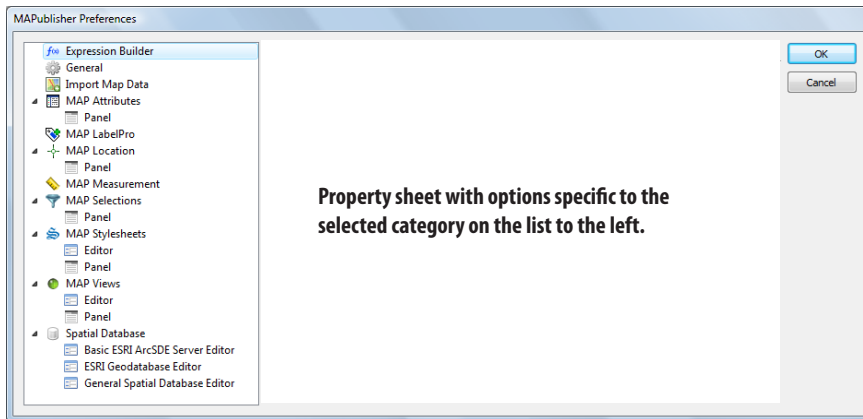 MAPublisher Preferences
Expression Builder
General
Import Map Data
MAP Attributes
Panel
MAP LabelPro
MAP Location
Panel
MAP Measurement
MAP Selections
Panel
MAP Stylesheets
Editor
Panel
MAP Views
Editor
Panel
Spatial Database
Basic ESRI ArcSDE Server Editor
ESRI Geodatabase Editor
General Spatial Database Editor
Property sheet with options specific to the
selected category on the list to the left.
OK
Cancel